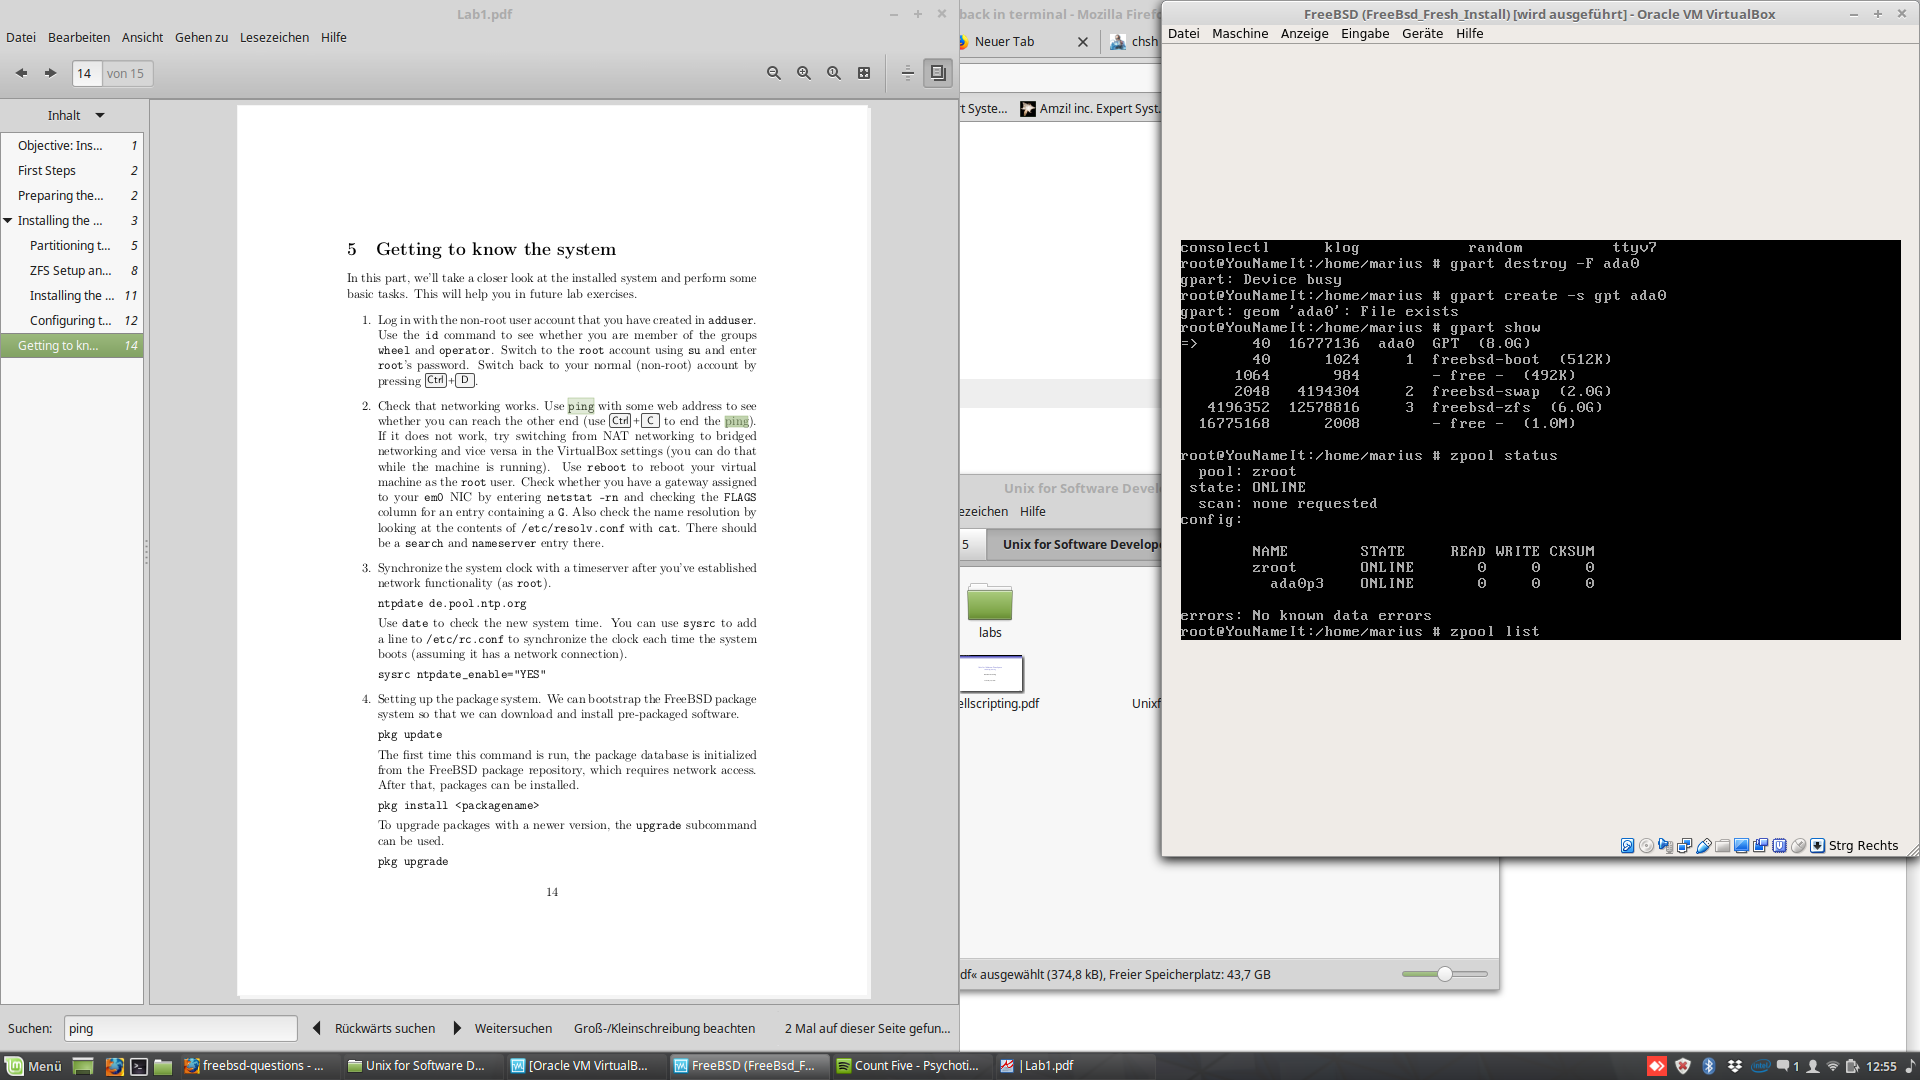 Lab1.pdf
Datei Bearbeiten Ansicht Gehen zu Lesezeichen Hilfe
14 von 15
Inhalt
Objective: Ins... 1
First Steps 2
Preparing the... 2
Installing the ... 3
Partitioning t... 5
ZFS Setup an... 8
Installing the ... 11
Configuring t... 12
Getting to kn... 14
5 Getting to know the system
In this part, we'll take a closer look at the installed system and perform some
basic tasks. This will help you in future lab exercises.
1. Log in with the non-root user account that you have created in adduser.
Use the id command to see whether you are member of the groups
wheel and operator. Switch to the root account using su and enter
root's password. Switch back to your normal (non-root) account by
pressing Ctrl+D.
2. Check that networking works. Use ping with some web address to see
whether you can reach the other end (use Ctrl+C to end the ping).
If it does not work, try switching from NAT networking to bridged
networking and vice versa in the VirtualBox settings (you can do that
while the machine is running). Use reboot to reboot your virtual
machine as the root user. Check whether you have a gateway assigned
to your em0 NIC by entering netstat -rn and checking the FLAGS
column for an entry containing a G. Also check the name resolution by
looking at the contents of /etc/resolv.conf with cat. There should
be a search and nameserver entry there.
3. Synchronize the system clock with a timeserver after you've established
network functionality (as root).
ntpdate de.pool.ntp.org
Use date to check the new system time. You can use sysrc to add
a line to /etc/rc.conf to synchronize the clock each time the system
boots (assuming it has a network connection).
sysrc ntpdate_enable="YES"
4. Setting up the package system. We can bootstrap the FreeBSD package
system so that we can download and install pre-packaged software.
pkg update
The first time this command is run, the package database is initialized
from the FreeBSD package repository, which requires network access.
After that, packages can be installed.
pkg install <packagename>
To upgrade packages with a newer version, the upgrade subcommand
can be used.
pkg upgrade
14
Suchen: ping Rückwärts suchen Weitersuchen Groß-/Kleinschreibung beachten 2 Mal auf dieser Seite gefun...
back in terminal - Mozilla Firefo
Neuer Tab chsh
t Syste... Amzi! inc. Expert Syst.
Unix for Software Develo
ezeichen Hilfe
5 Unix for Software Develope
labs
ellscripting.pdf Unixf
df« ausgewählt (374,8 kB), Freier Speicherplatz: 43,7 GB
FreeBSD (FreeBsd_Fresh_Install) [wird ausgeführt] - Oracle VM VirtualBox
Datei Maschine Anzeige Eingabe Geräte Hilfe
consolectl klog random ttyv7
root@YouNameIt:/home/marius # gpart destroy -F ada0
gpart: Device busy
root@YouNameIt:/home/marius # gpart create -s gpt ada0
gpart: geom 'ada0': File exists
root@YouNameIt:/home/marius # gpart show
=> 40 16777136 ada0 GPT (8.0G)
40 1024 1 freebsd-boot (512K)
1064 984 - free - (492K)
2048 4194304 2 freebsd-swap (2.0G)
4196352 12578816 3 freebsd-zfs (6.0G)
16775168 2008 - free - (1.0M)
root@YouNameIt:/home/marius # zpool status
pool: zroot
state: ONLINE
scan: none requested
config:
NAME STATE READ WRITE CKSUM
zroot ONLINE 0 0 0
ada0p3 ONLINE 0 0 0
errors: No known data errors
root@YouNameIt:/home/marius # zpool list
Strg Rechts
Menü freebsd-questions - ... Unix for Software D... [Oracle VM VirtualB... FreeBSD (FreeBsd_F... Count Five - Psychoti... |Lab1.pdf 1 12:55